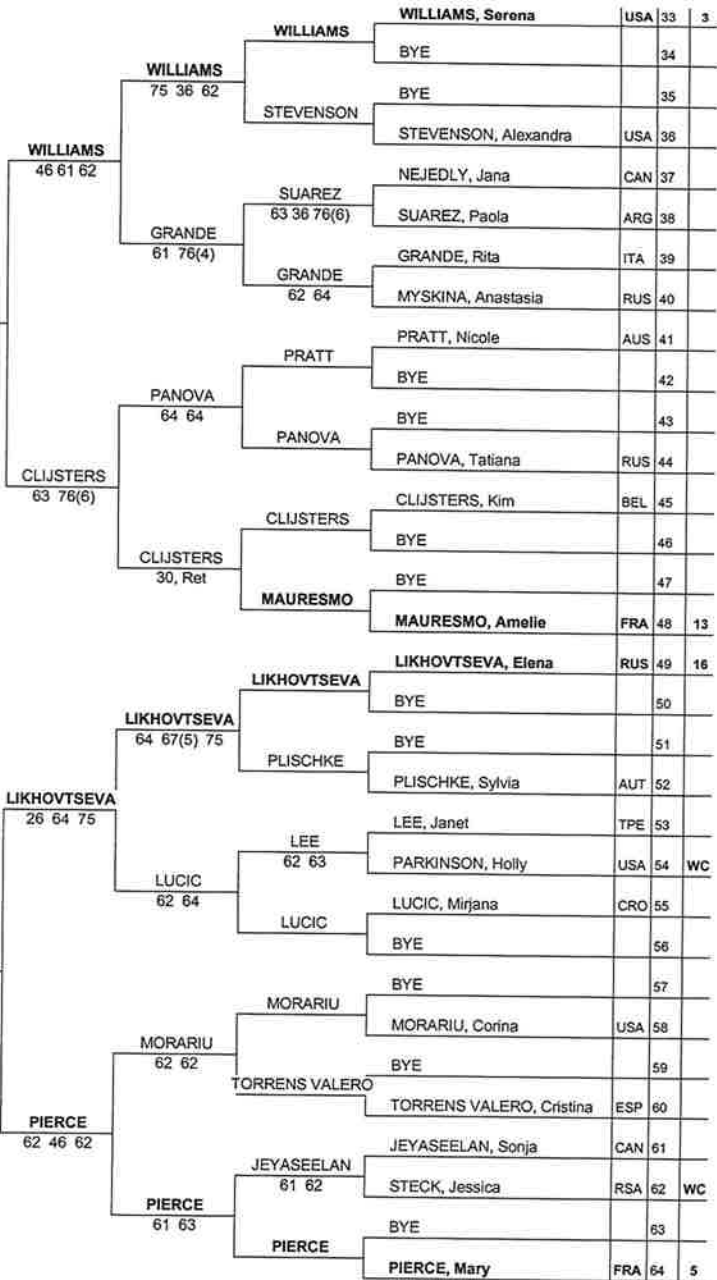 WILLIAMS, Serena USA 33 3
WILLIAMS
BYE 34
WILLIAMS
75 36 62
BYE 35
STEVENSON
STEVENSON, Alexandra USA 36
WILLIAMS
46 61 62
NEJEDLY, Jana CAN 37
SUAREZ
63 36 76(6)
SUAREZ, Paola ARG 38
GRANDE
61 76(4)
GRANDE, Rita ITA 39
GRANDE
62 64
MYSKINA, Anastasia RUS 40
PRATT, Nicole AUS 41
PRATT
BYE 42
PANOVA
64 64
BYE 43
PANOVA
PANOVA, Tatiana RUS 44
CLIJSTERS
63 76(6)
CLIJSTERS, Kim BEL 45
CLIJSTERS
BYE 46
CLIJSTERS
30, Ret
BYE 47
MAURESMO
MAURESMO, Amelie FRA 48 13
LIKHOVTSEVA, Elena RUS 49 16
LIKHOVTSEVA
BYE 50
LIKHOVTSEVA
64 67(5) 75
BYE 51
PLISCHKE
PLISCHKE, Sylvia AUT 52
LIKHOVTSEVA
26 64 75
LEE, Janet TPE 53
LEE
62 63
PARKINSON, Holly USA 54 WC
LUCIC
62 64
LUCIC, Mirjana CRO 55
LUCIC
BYE 56
BYE 57
MORARIU
MORARIU, Corina USA 58
MORARIU
62 62
BYE 59
TORRENS VALERO
TORRENS VALERO, Cristina ESP 60
PIERCE
62 46 62
JEYASEELAN, Sonja CAN 61
JEYASEELAN
61 62
STECK, Jessica RSA 62 WC
PIERCE
61 63
BYE 63
PIERCE
PIERCE, Mary FRA 64 5